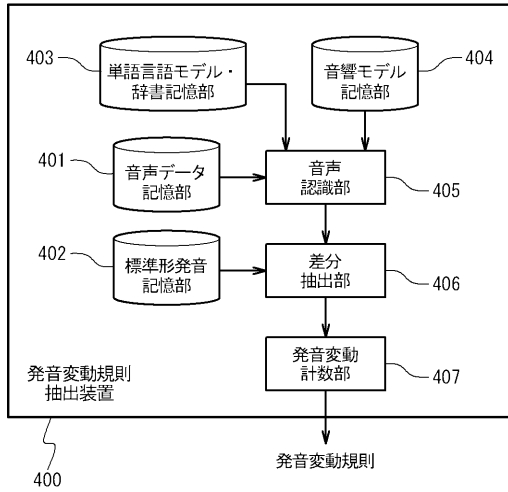 403
単語言語モデル・
辞書記憶部
音響モデル
記憶部
404
401
音声データ
記憶部
音声
認識部
405
402
標準形発音
記憶部
差分
抽出部
406
発音変動
計数部
407
発音変動規則
抽出装置
400
発音変動規則